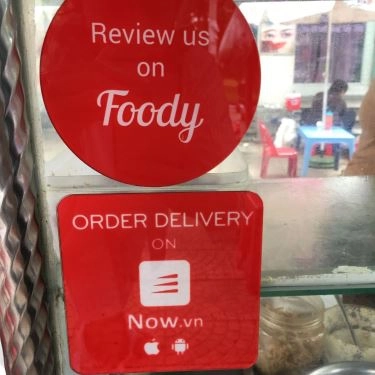 Review us
on
Foody
ORDER DELIVERY
ON
Now.vn